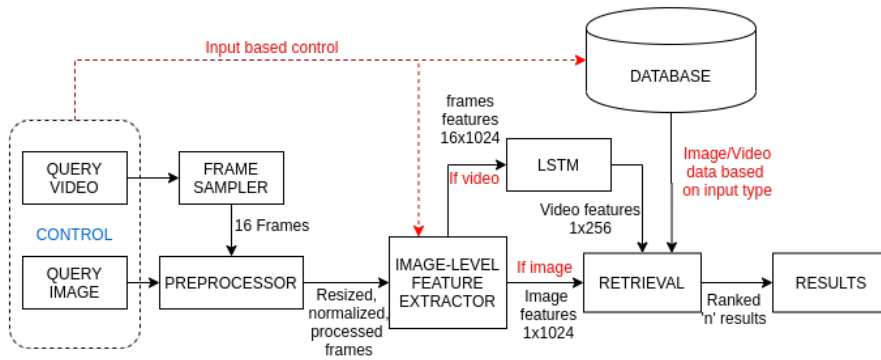 Input based control
DATABASE
frames
features
16x1024
QUERY
VIDEO
FRAME
SAMPLER
If video
LSTM
Image/Video
data based
on input type
16 Frames
Video features
1x256
CONTROL
QUERY
IMAGE
PREPROCESSOR
Resized,
normalized,
processed
frames
IMAGE-LEVEL
FEATURE
EXTRACTOR
If image
Image
features
1x1024
RETRIEVAL
Ranked
'n' results
RESULTS